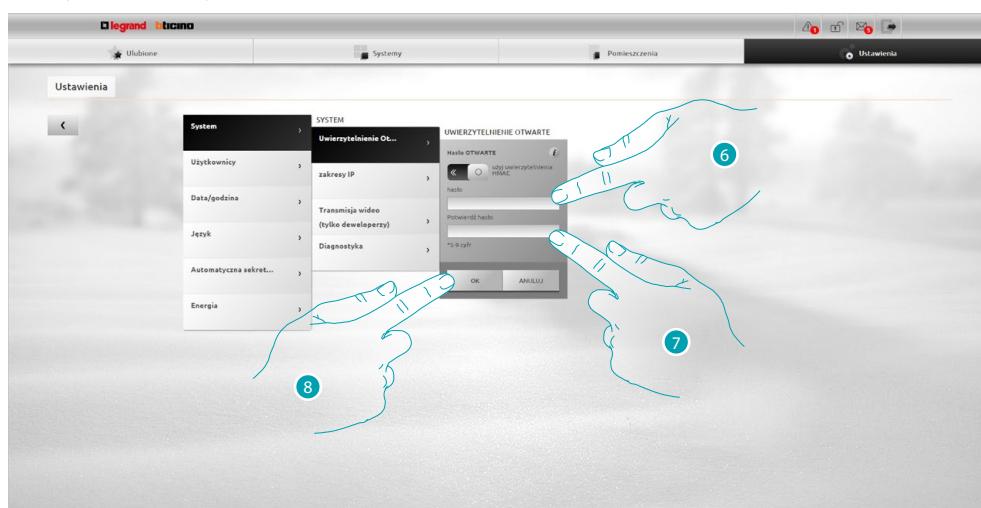 legrand bticino
1
5
Ulubione
Systemy
Pomieszczenia
Ustawienia
Ustawienia
System
Użytkownicy
Data/godzina
Język
Automatyczna sekret...
Energia
SYSTEM
Uwierzytelnienie Ot...
zakresy IP
Transmisja wideo
(tylko deweloperzy)
Diagnostyka
UWIERZYTELNIENIE OTWARTE
Hasło OTWARTE
i
użyj uwierzytelnienia
HMAC
hasło
Potwierdź hasło
*5-9 cyfr
OK
ANULUJ
6
7
8